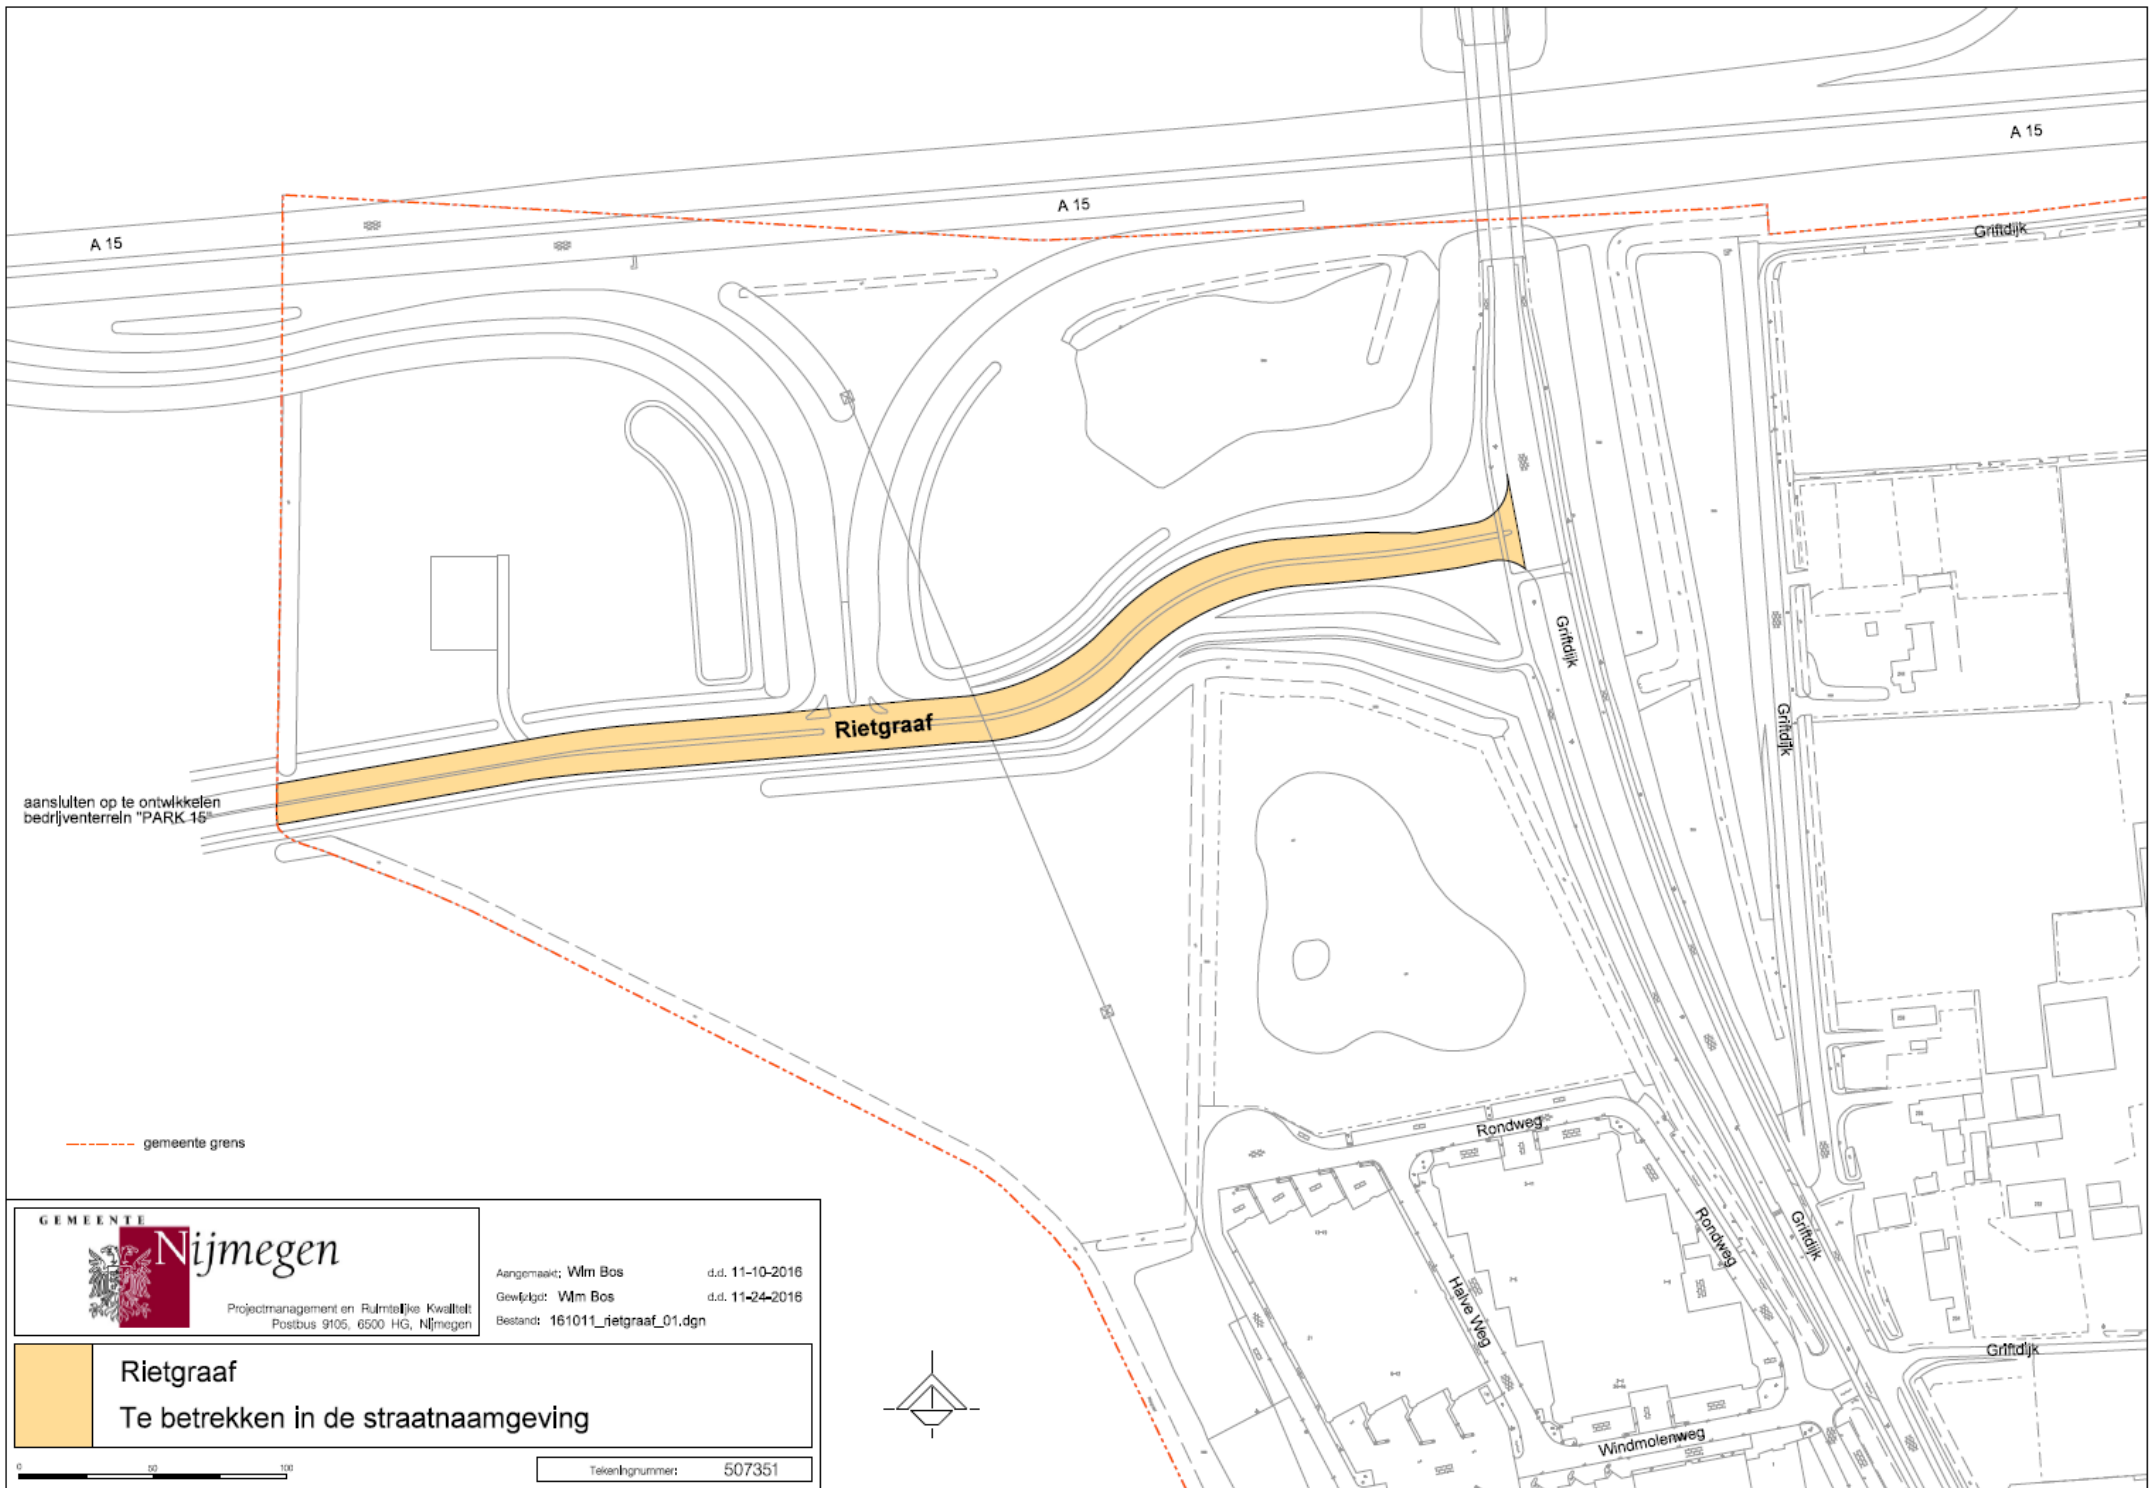 A 15
A 15
A 15
Griftdijk
Griftdijk
Griftdijk
Rietgraaf
aansluiten op te ontwikkelen
bedrijventerrein "PARK 15"
gemeente grens
Rondweg
Rondweg
Griftdijk
Halve Weg
Griftdijk
Windmolenweg
GEMEENTE
Nijmegen
Projectmanagement en Ruimtelijke Kwaliteit
Postbus 9105, 6500 HG, Nijmegen
Aangemaakt: Wim Bos d.d. 11-10-2016
Gewijzigd: Wim Bos d.d. 11-24-2016
Bestand: 161011_rietgraaf_01.dgn
Rietgraaf
Te betrekken in de straatnaamgeving
0 50 100
Tekeningnummer: 507351